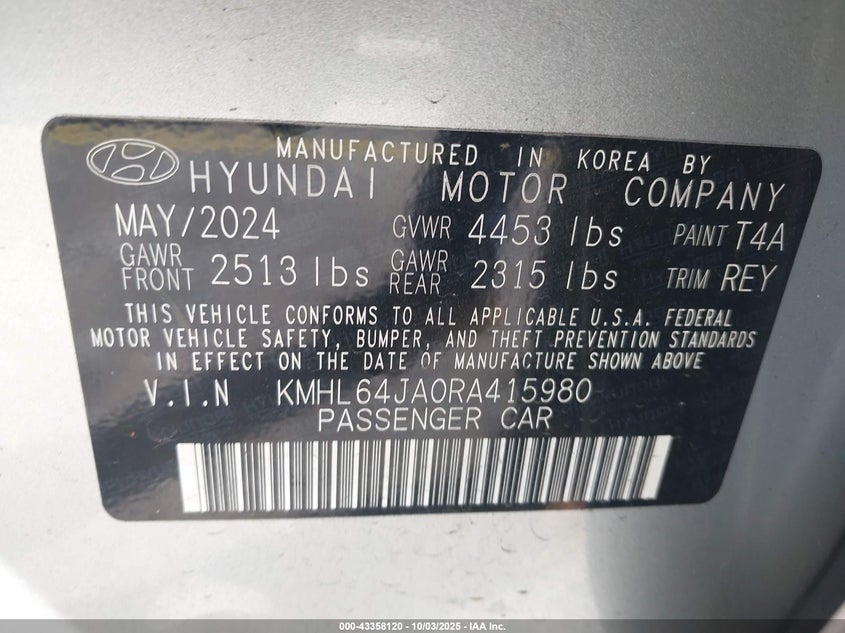 MANUFACTURED IN KOREA BY
HYUNDAI MOTOR COMPANY
MAY/2024 GVWR 4453 lbs PAINT T4A
GAWR FRONT 2513 lbs GAWR REAR 2315 lbs TRIM REY
THIS VEHICLE CONFORMS TO ALL APPLICABLE U.S.A. FEDERAL
MOTOR VEHICLE SAFETY, BUMPER, AND THEFT PREVENTION STANDARDS
IN EFFECT ON THE DATE OF MANUFACTURE SHOWN ABOVE
V.I.N KMHL64JA0RA415980
PASSENGER CAR
000-43358120 - 10/03/2025 - IAA Inc.